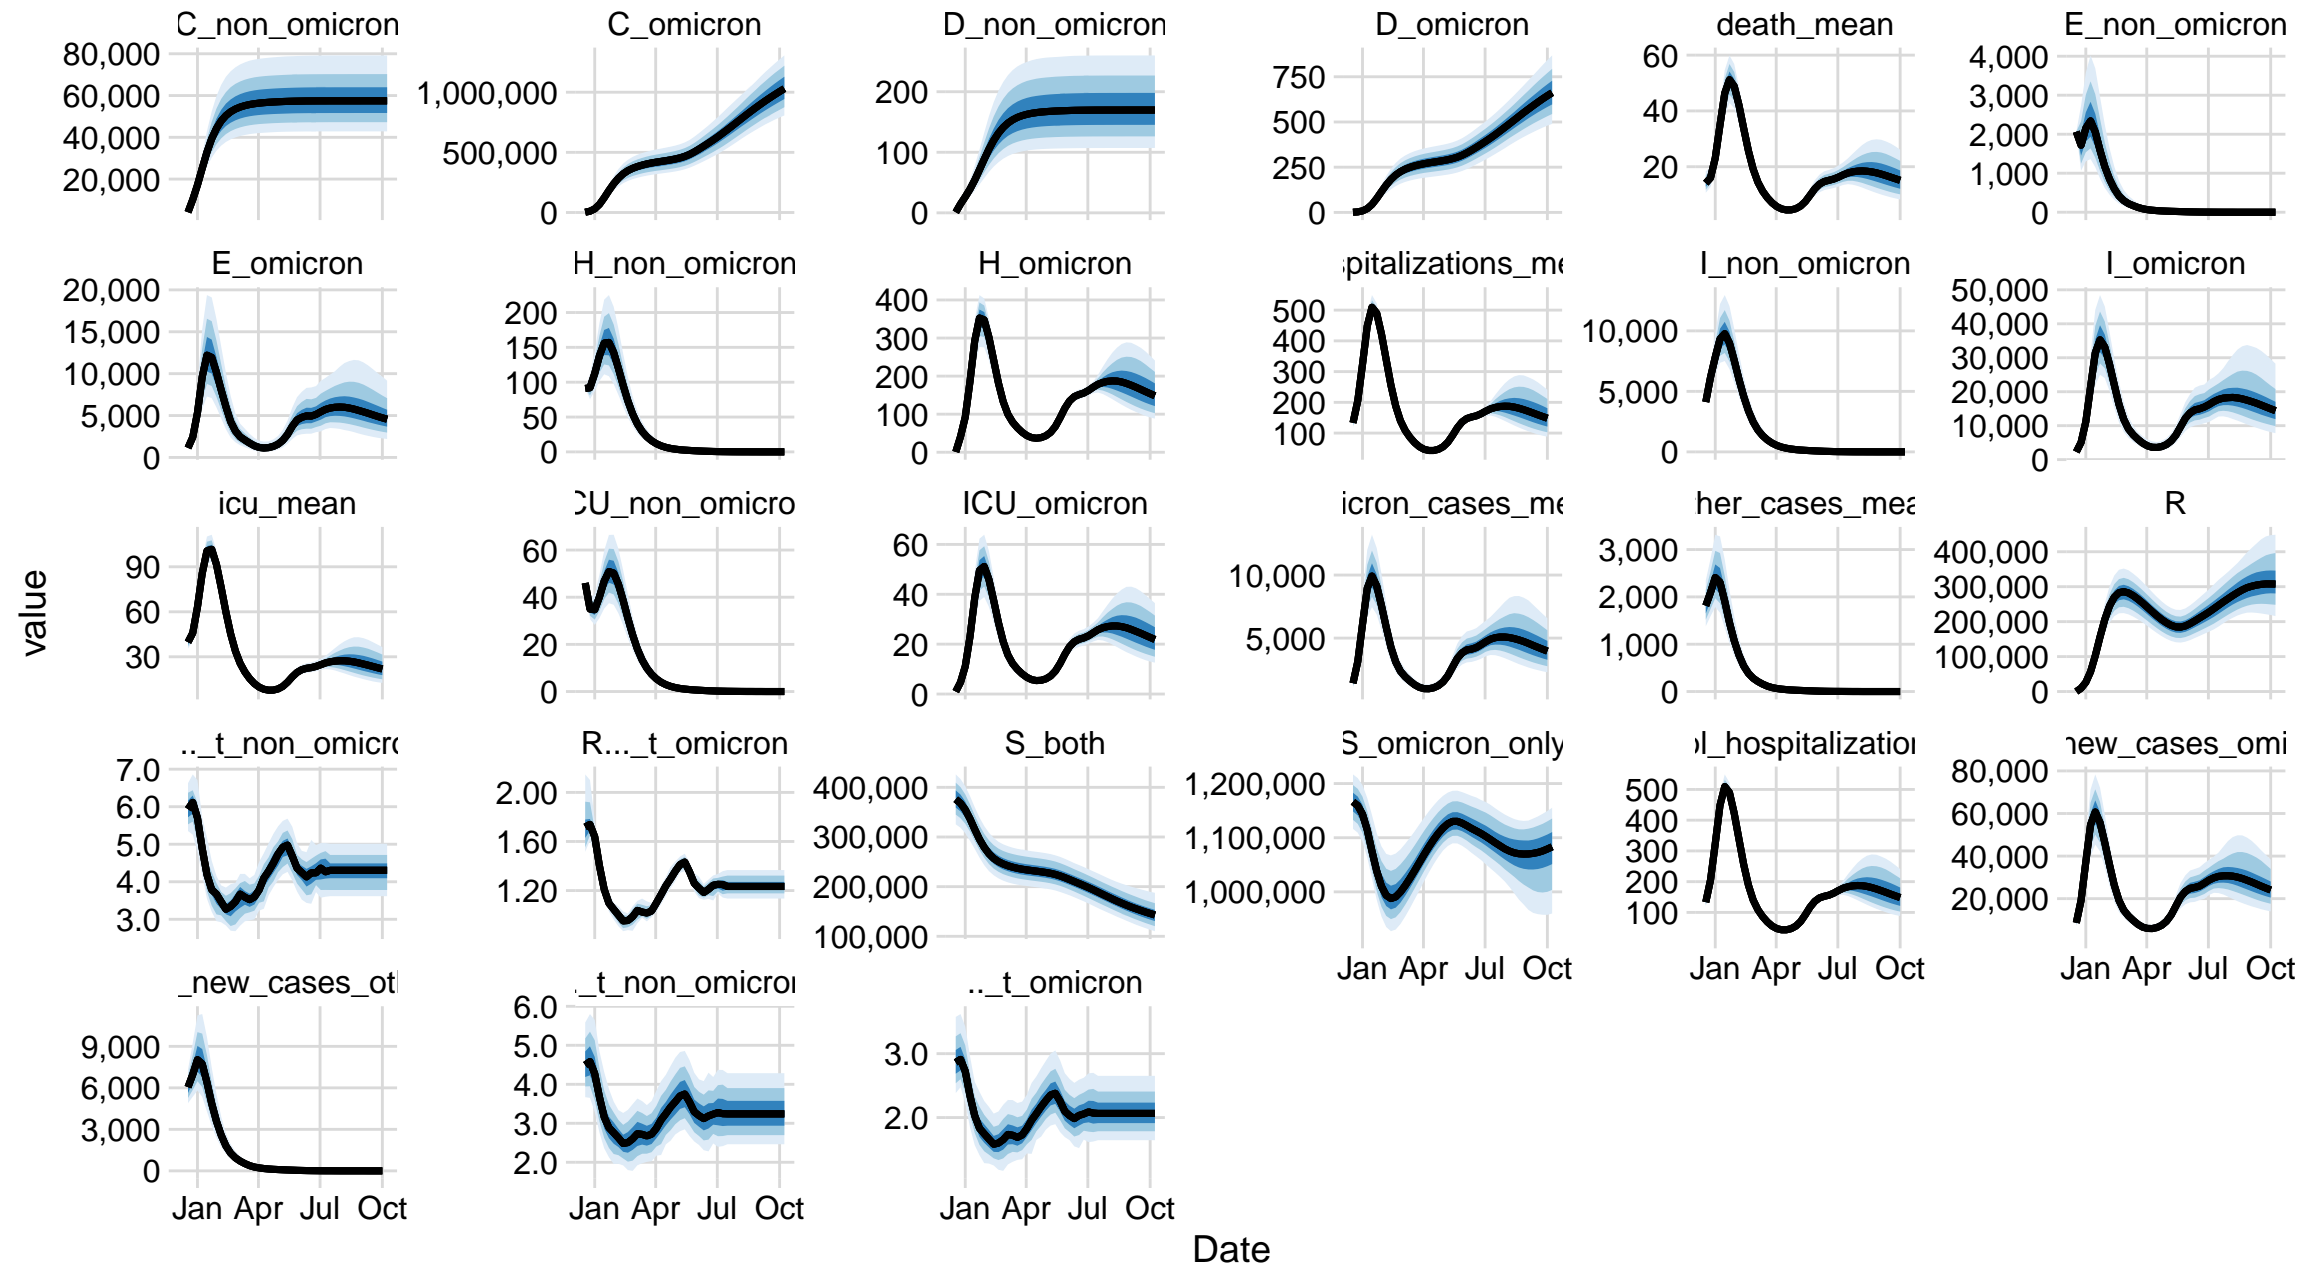 C_non_omicron C_omicron D_non_omicron D_omicron death_mean E_non_omicron
80,000 60,000 40,000 20,000
1,000,000 500,000 0
200 100 0
750 500 250 0
60 40 20
4,000 3,000 2,000 1,000 0
E_omicron H_non_omicron H_omicron spitalizations_me I_non_omicron I_omicron
20,000 15,000 10,000 5,000 0
200 150 100 50 0
400 300 200 100 0
500 400 300 200 100
10,000 5,000 0
50,000 40,000 30,000 20,000 10,000 0
value
icu_mean CU_non_omicro ICU_omicron icron_cases_me her_cases_mea R
90 60 30
60 40 20 0
60 40 20 0
10,000 5,000
3,000 2,000 1,000 0
400,000 300,000 200,000 100,000 0
.._t_non_omicro R..._t_omicron S_both S_omicron_only ol_hospitalization new_cases_omi
7.0 6.0 5.0 4.0 3.0
2.00 1.60 1.20
400,000 300,000 200,000 100,000
1,200,000 1,100,000 1,000,000
500 400 300 200 100
80,000 60,000 40,000 20,000
Jan Apr Jul Oct Jan Apr Jul Oct Jan Apr Jul Oct
_new_cases_oth ._t_non_omicron .._t_omicron
9,000 6,000 3,000 0
6.0 5.0 4.0 3.0 2.0
3.0 2.0
Jan Apr Jul Oct Jan Apr Jul Oct Jan Apr Jul Oct
Date